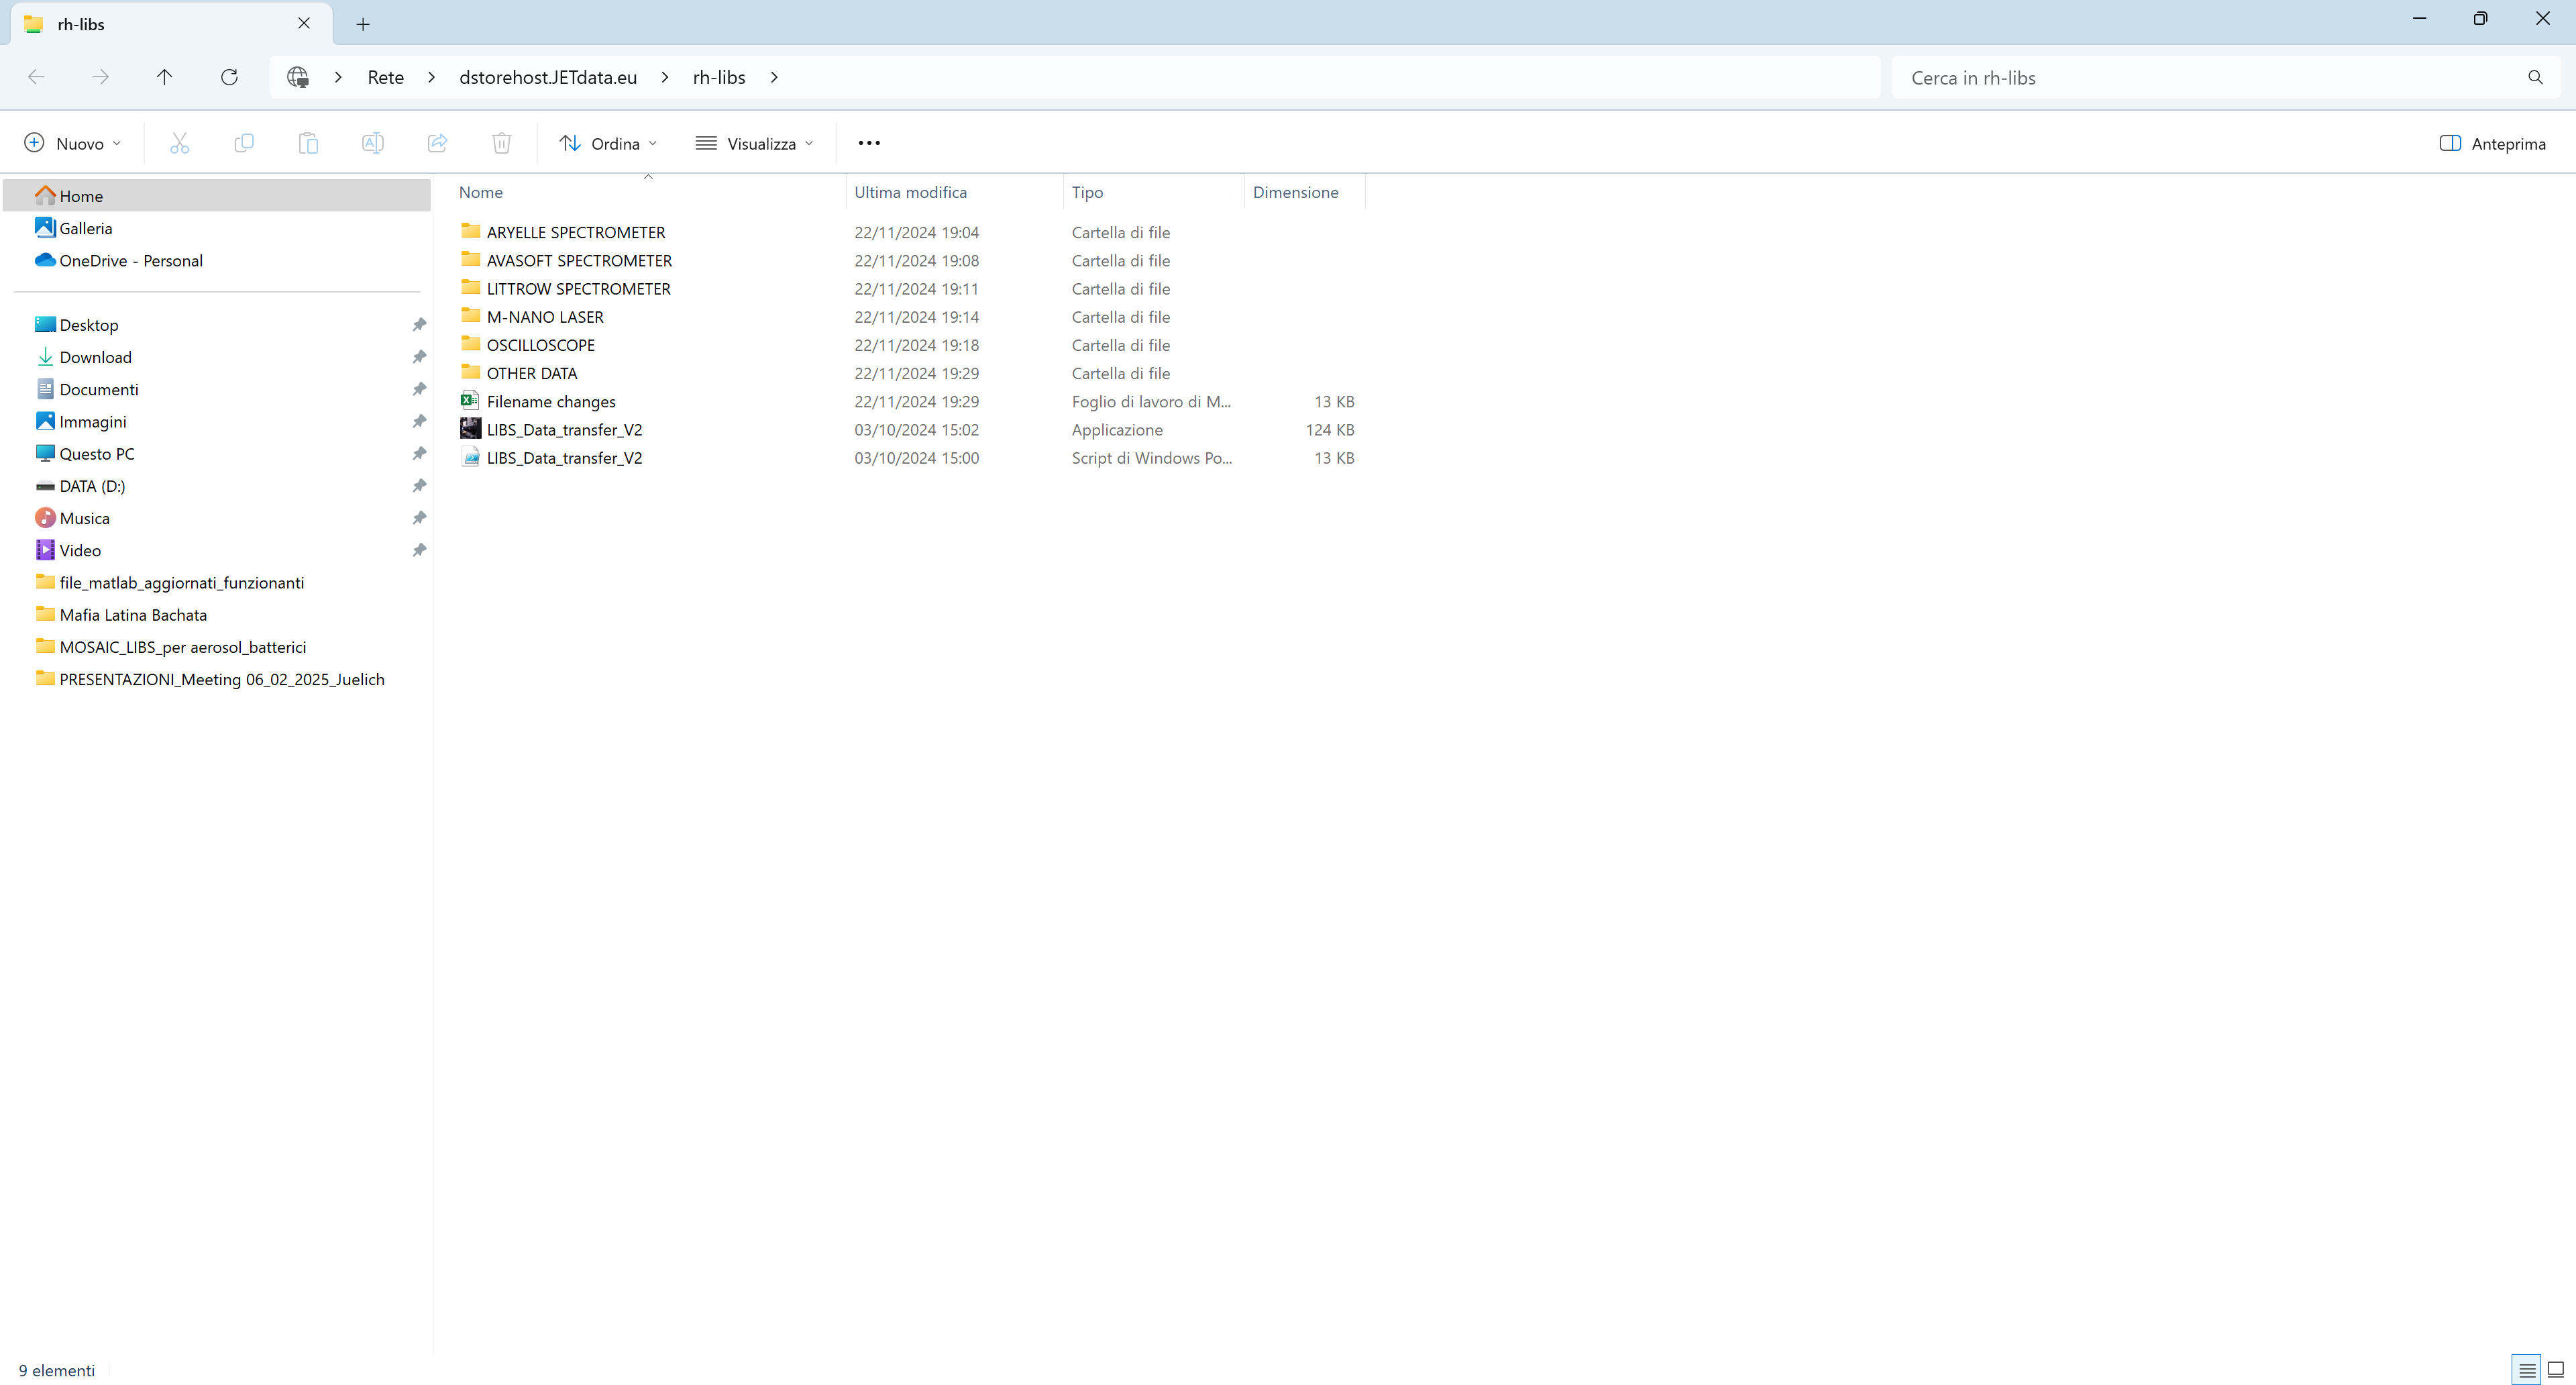 rh-libs
Rete > dstorehost.JETdata.eu > rh-libs >
Cerca in rh-libs
Nuovo
Ordina
Visualizza
Anteprima
Home
Galleria
OneDrive - Personal
Desktop
Download
Documenti
Immagini
Questo PC
DATA (D:)
Musica
Video
file_matlab_aggiornati_funzionanti
Mafia Latina Bachata
MOSAIC_LIBS_per aerosol_batterici
PRESENTAZIONI_Meeting 06_02_2025_Juelich
Nome Ultima modifica Tipo Dimensione
ARYELLE SPECTROMETER 22/11/2024 19:04 Cartella di file
AVASOFT SPECTROMETER 22/11/2024 19:08 Cartella di file
LITTROW SPECTROMETER 22/11/2024 19:11 Cartella di file
M-NANO LASER 22/11/2024 19:14 Cartella di file
OSCILLOSCOPE 22/11/2024 19:18 Cartella di file
OTHER DATA 22/11/2024 19:29 Cartella di file
Filename changes 22/11/2024 19:29 Foglio di lavoro di M... 13 KB
LIBS_Data_transfer_V2 03/10/2024 15:02 Applicazione 124 KB
LIBS_Data_transfer_V2 03/10/2024 15:00 Script di Windows Po... 13 KB
9 elementi